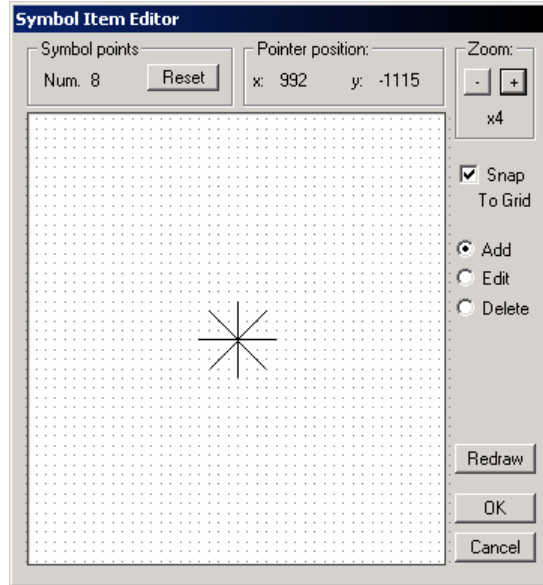 Symbol Item Editor
Symbol points
Num. 8 Reset
Pointer position:
x: 992 y: -1115
Zoom:
- +
x4
Snap
To Grid
Add
Edit
Delete
Redraw
OK
Cancel